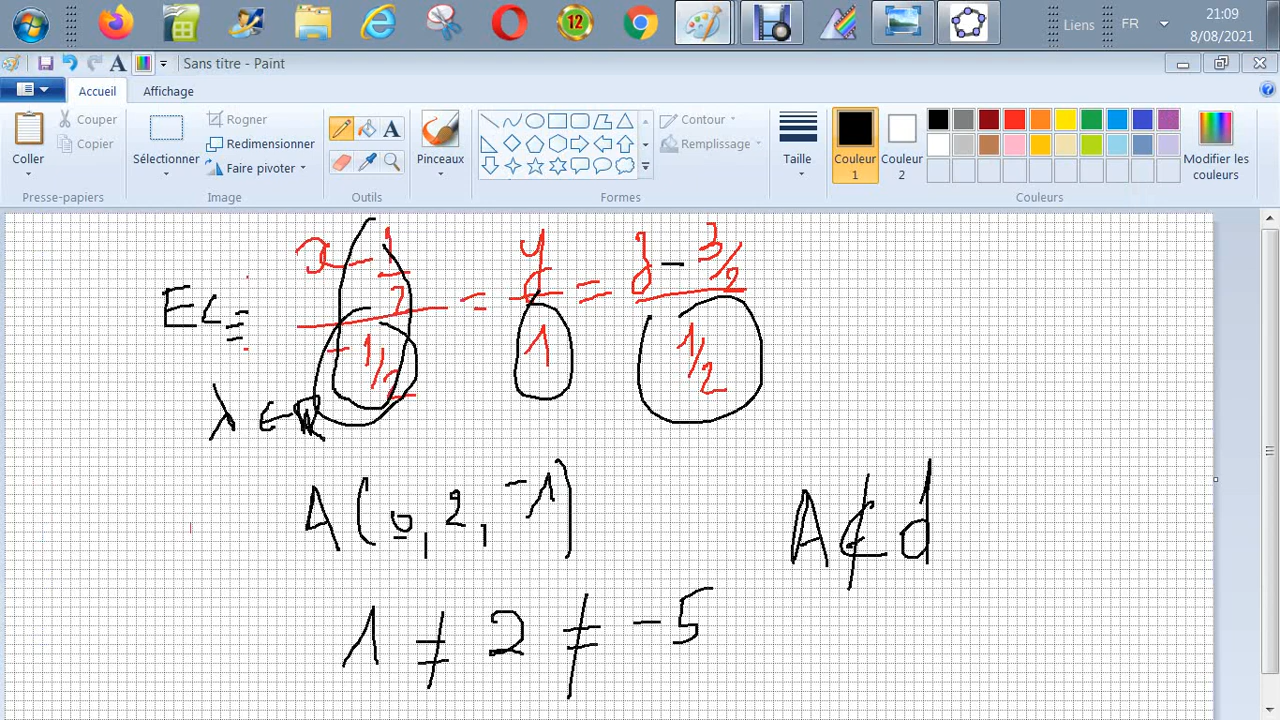 12
Liens
FR
21:09
8/08/2021
Sans titre - Paint
Accueil
Affichage
Coller
Couper
Copier
Presse-papiers
Sélectionner
Rogner
Redimensionner
Faire pivoter
Image
A
Outils
Pinceaux
Contour
Remplissage
Formes
Taille
Couleur
1
Couleur
2
Modifier les
couleurs
Couleurs
EC: (x - 1/2)/(-1/2) = y/1 = (z - 3/2)/(1/2)
λ ∈ ℝ
A(0, 2, -1)
A ∉ d
1 ≠ 2 ≠ -5